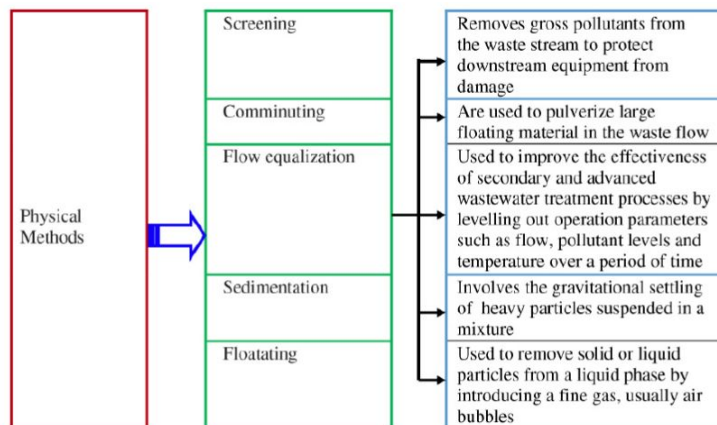 Physical
Methods
Screening
Removes gross pollutants from
the waste stream to protect
downstream equipment from
damage
Comminuting
Are used to pulverize large
floating material in the waste flow
Flow equalization
Used to improve the effectiveness
of secondary and advanced
wastewater treatment processes by
levelling out operation parameters
such as flow, pollutant levels and
temperature over a period of time
Sedimentation
Involves the gravitational settling
of heavy particles suspended in a
mixture
Floatating
Used to remove solid or liquid
particles from a liquid phase by
introducing a fine gas, usually air
bubbles